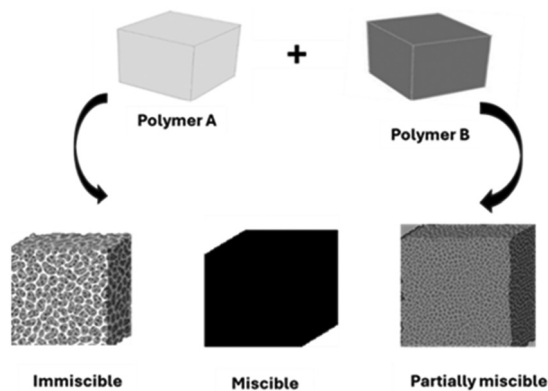 +
Polymer A
Polymer B
Immiscible
Miscible
Partially miscible